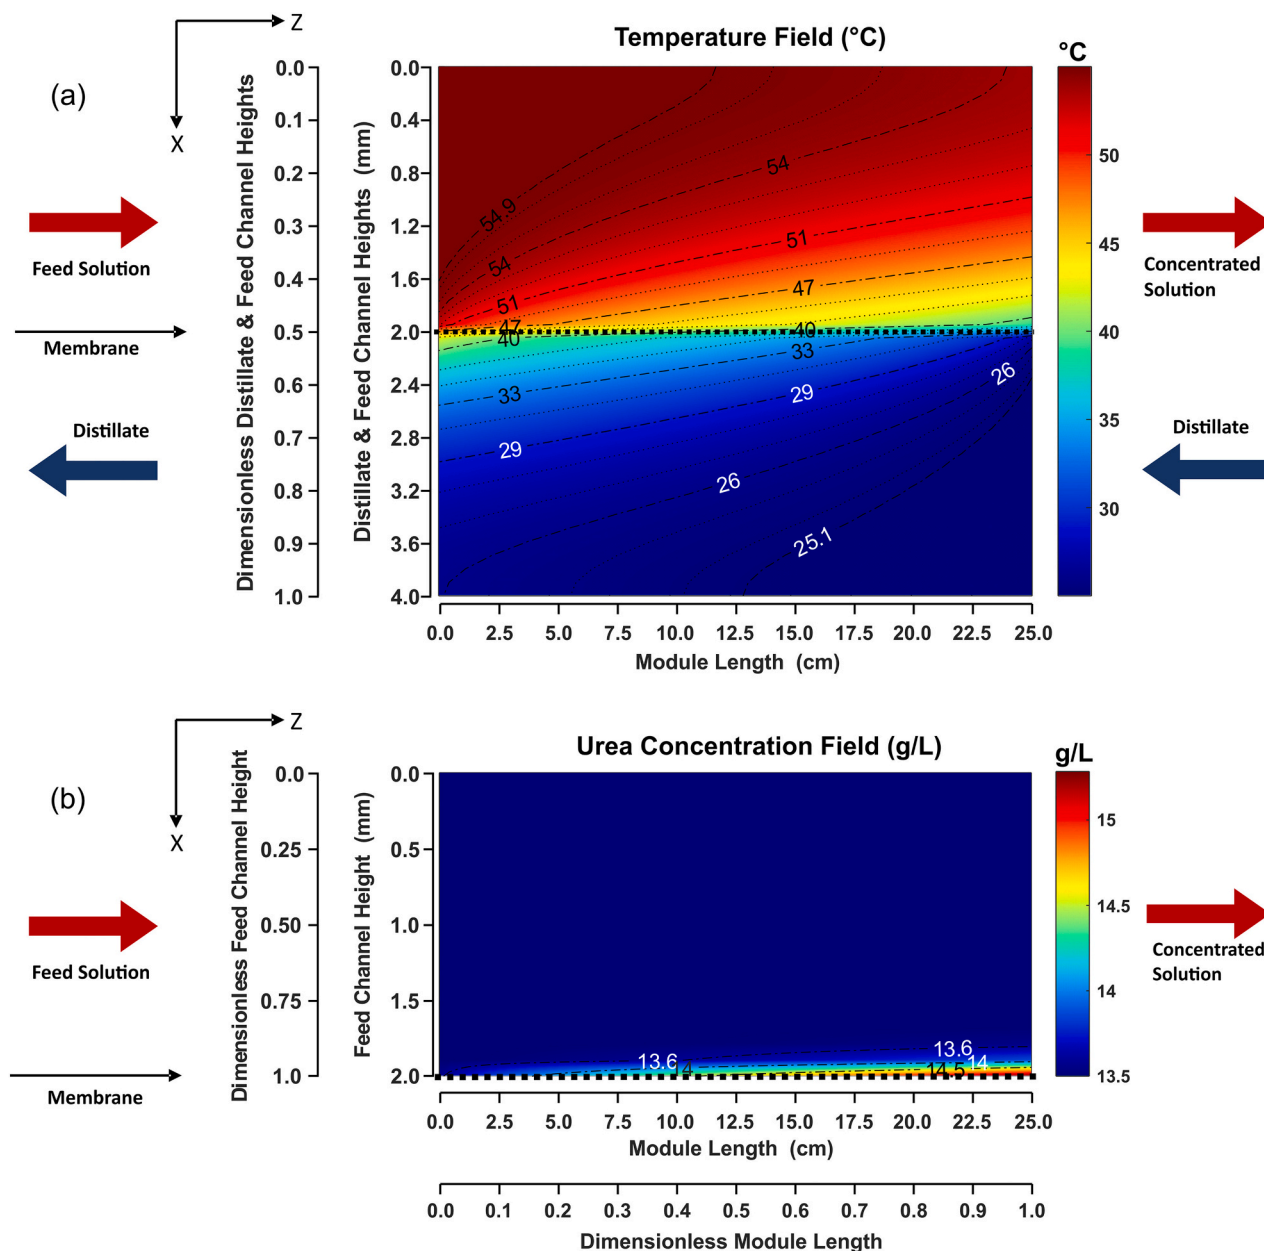 Z
X
(a)
Temperature Field (°C)
°C
Dimensionless Distillate & Feed Channel Heights
0.0
0.1
0.2
0.3
0.4
0.5
0.6
0.7
0.8
0.9
1.0
Distillate & Feed Channel Heights (mm)
0.0
0.4
0.8
1.2
1.6
2.0
2.4
2.8
3.2
3.6
4.0
Feed Solution
Membrane
Distillate
54.9
54
54
51
51
47
47
40
40
33
33
29
29
26
26
25.1
50
45
40
35
30
Concentrated
Solution
Distillate
0.0 2.5 5.0 7.5 10.0 12.5 15.0 17.5 20.0 22.5 25.0
Module Length (cm)
Z
X
(b)
Urea Concentration Field (g/L)
g/L
Dimensionless Feed Channel Height
0.0
0.25
0.50
0.75
1.0
Feed Channel Height (mm)
0.0
0.5
1.0
1.5
2.0
Feed Solution
Membrane
13.6
13.6
14
14
14.5
15
14.5
14
13.5
Concentrated
Solution
0.0 2.5 5.0 7.5 10.0 12.5 15.0 17.5 20.0 22.5 25.0
Module Length (cm)
0.0 0.1 0.2 0.3 0.4 0.5 0.6 0.7 0.8 0.9 1.0
Dimensionless Module Length